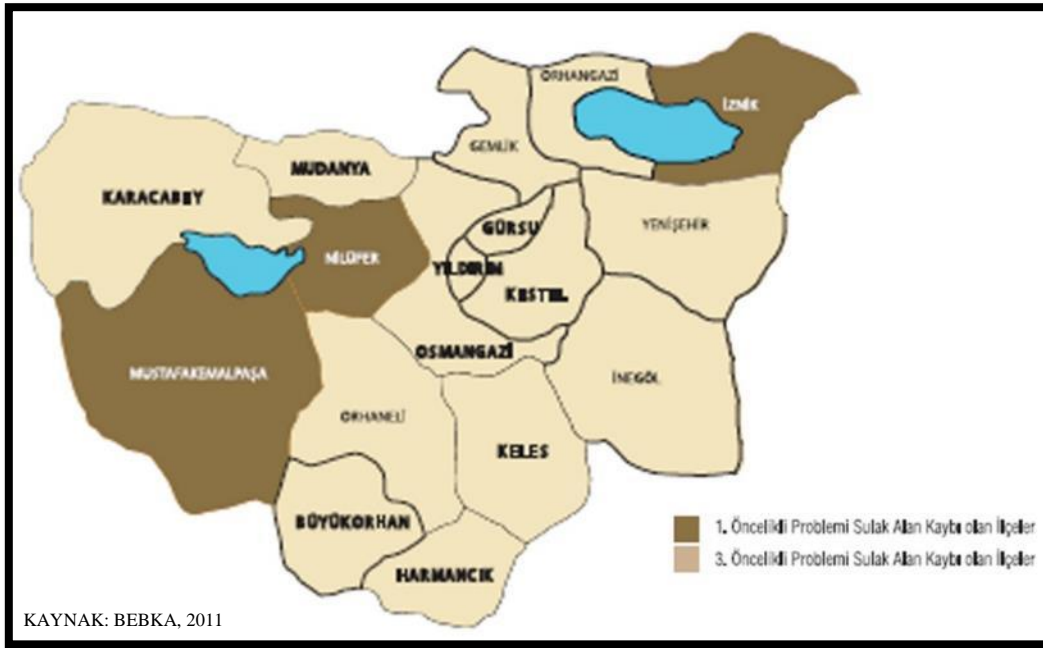 ORHANGAZİ
İZNİK
GEMLİK
MUDANYA
KARACABEY
GÜRSU
YENİŞEHİR
NİLÜFER
YILDIRIM
KESTEL
OSMANGAZİ
MUSTAFAKEMALPAŞA
İNEGÖL
ORHANELİ
KELES
BÜYÜKORHAN
HARMANCIK
1. Öncelikli Problemi Sulak Alan Kaybı olan İlçeler
3. Öncelikli Problemi Sulak Alan Kaybı olan İlçeler
KAYNAK: BEBKA, 2011